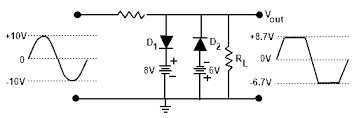 +10V
0
-10V
D1
+
8V
-
D2
-
6V
+
RL
Vout
+8.7V
0V
-6.7V